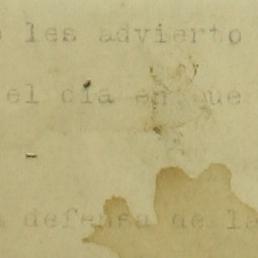 les advierto
el día en que
defensa de la